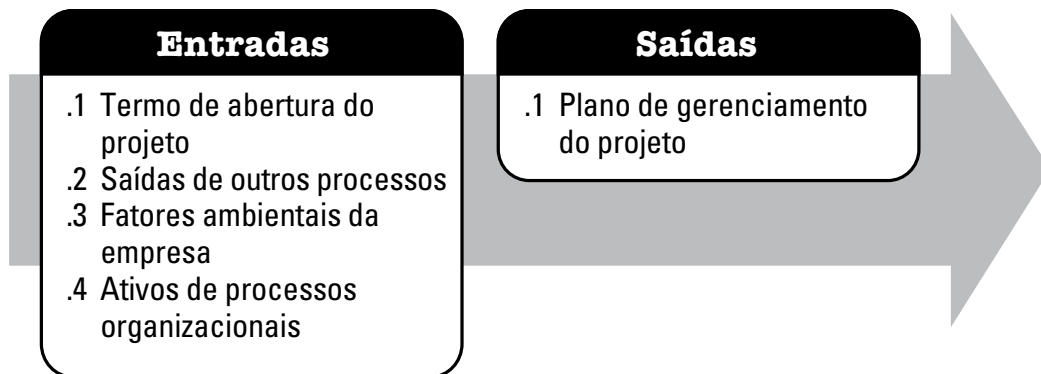 Entradas
.1 Termo de abertura do
projeto
.2 Saídas de outros processos
.3 Fatores ambientais da
empresa
.4 Ativos de processos
organizacionais
Saídas
.1 Plano de gerenciamento
do projeto